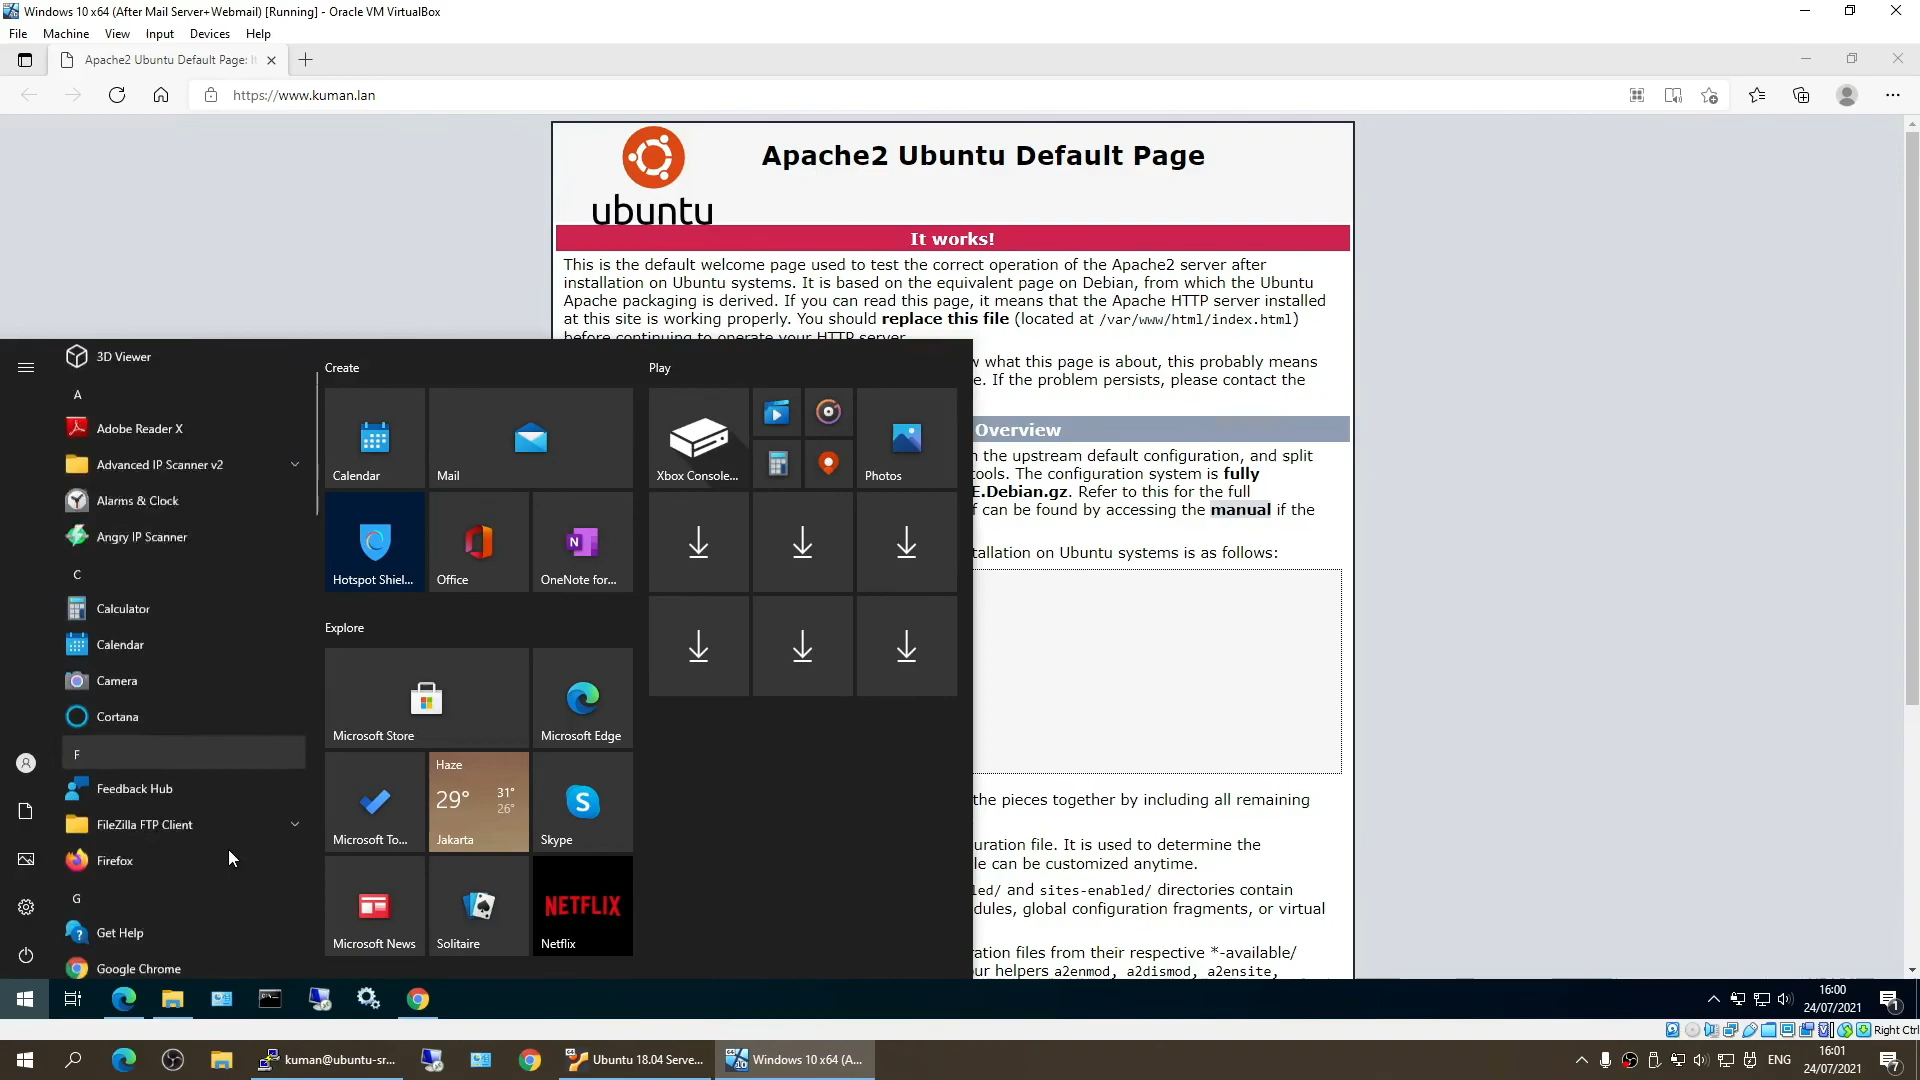 Windows 10 x64 (After Mail Server+Webmail) [Running] - Oracle VM VirtualBox
File Machine View Input Devices Help
Apache2 Ubuntu Default Page: It
https://www.kuman.lan
ubuntu
Apache2 Ubuntu Default Page
It works!
This is the default welcome page used to test the correct operation of the Apache2 server after
installation on Ubuntu systems. It is based on the equivalent page on Debian, from which the Ubuntu
Apache packaging is derived. If you can read this page, it means that the Apache HTTP server installed
at this site is working properly. You should replace this file (located at /var/www/html/index.html)
before continuing to operate your HTTP server.
w what this page is about, this probably means
e. If the problem persists, please contact the
Overview
the upstream default configuration, and split
tools. The configuration system is fully
E.Debian.gz. Refer to this for the full
f can be found by accessing the manual if the
tallation on Ubuntu systems is as follows:
the pieces together by including all remaining
uration file. It is used to determine the
le can be customized anytime.
led/ and sites-enabled/ directories contain
dules, global configuration fragments, or virtual
ration files from their respective *-available/
ur helpers a2enmod, a2dismod, a2ensite,
3D Viewer
A
Adobe Reader X
Advanced IP Scanner v2
Alarms & Clock
Angry IP Scanner
C
Calculator
Calendar
Camera
Cortana
F
Feedback Hub
FileZilla FTP Client
Firefox
G
Get Help
Google Chrome
Create
Calendar
Mail
Hotspot Shiel...
Office
OneNote for...
Explore
Microsoft Store
Microsoft Edge
Microsoft To...
Haze
29°
31°
26°
Jakarta
Skype
Microsoft News
Solitaire
NETFLIX
Netflix
Play
Xbox Console...
Photos
16:00
24/07/2021
1
Right Ctrl
kuman@ubuntu-sr...
Ubuntu 18.04 Serve...
Windows 10 x64 (A...
ENG
16:01
24/07/2021
7